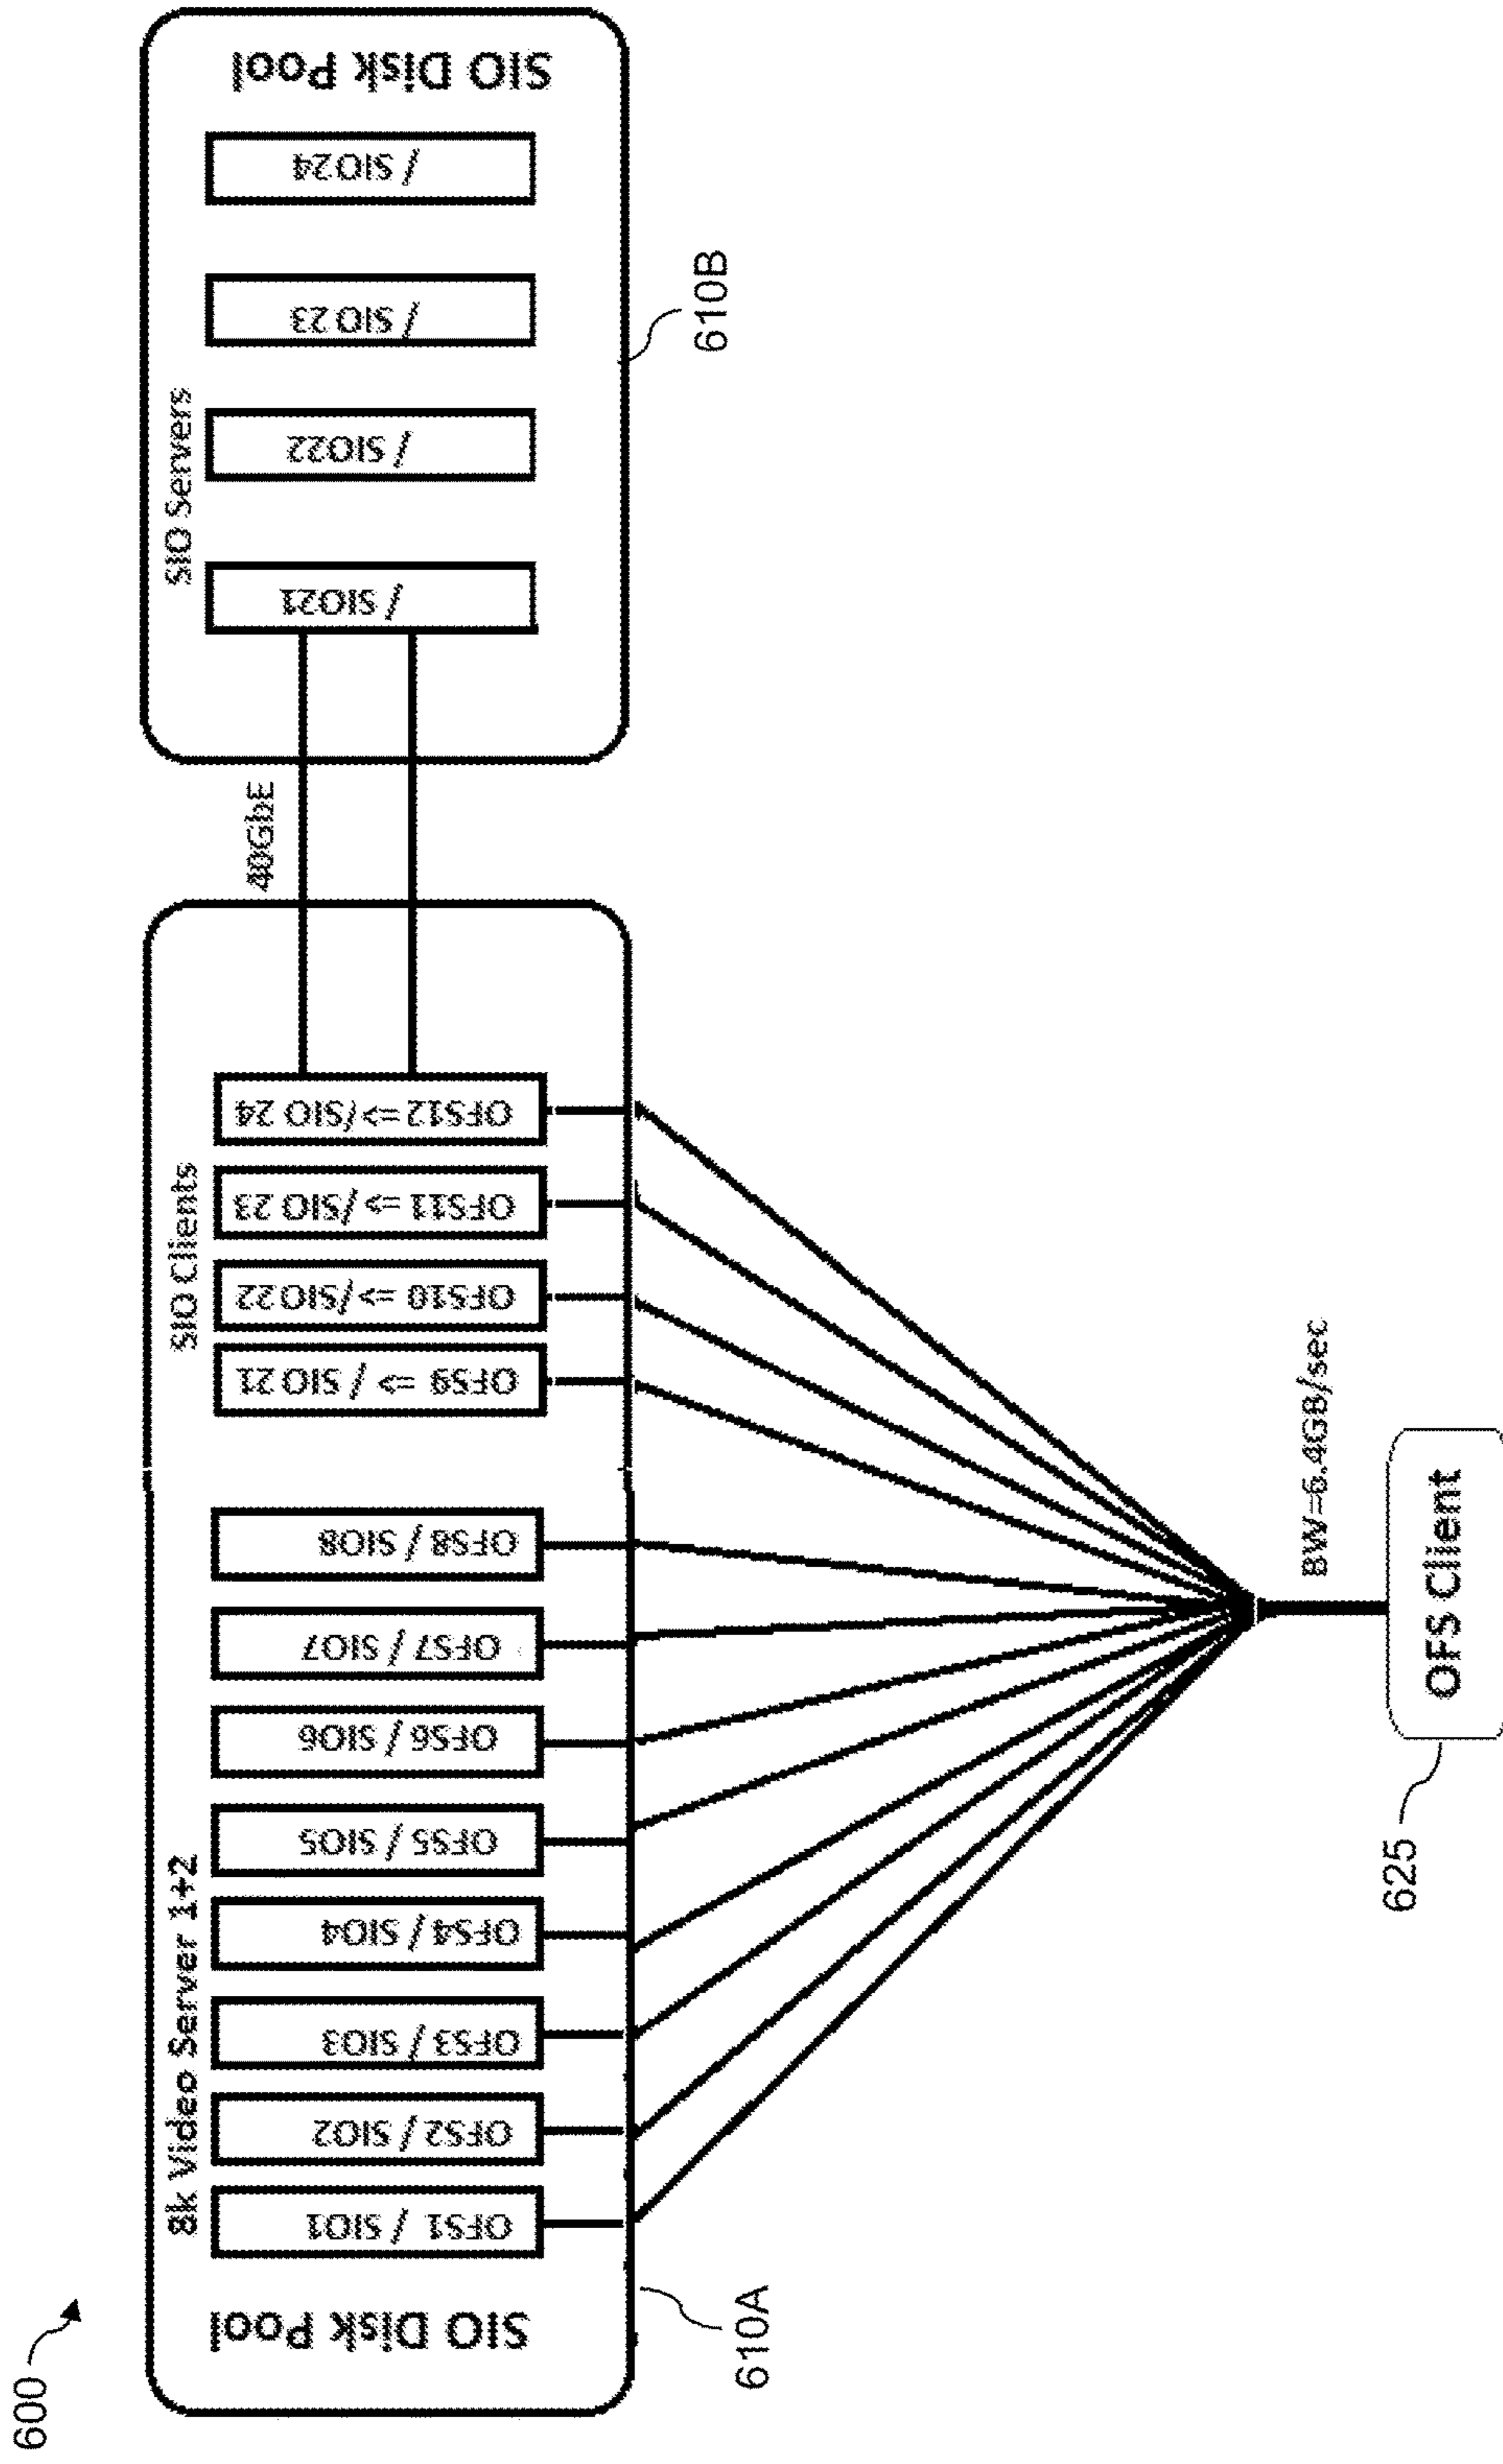 600
8k Video Server 1+2
SIO Clients
40GbE
SIO Servers
SIO Disk Pool
OFS1 / SIO1
OFS2 / SIO2
OFS3 / SIO3
OFS4 / SIO4
OFS5 / SIO5
OFS6 / SIO6
OFS7 / SIO7
OFS8 / SIO8
OFS9 => / SIO 21
OFS10 => /SIO22
OFS11 => /SIO 23
OFS12 =>/SIO 24
/ SIO21
/ SIO22
/ SIO 23
/ SIO24
SIO Disk Pool
610A
610B
BW=6.4GB/sec
OFS Client
625